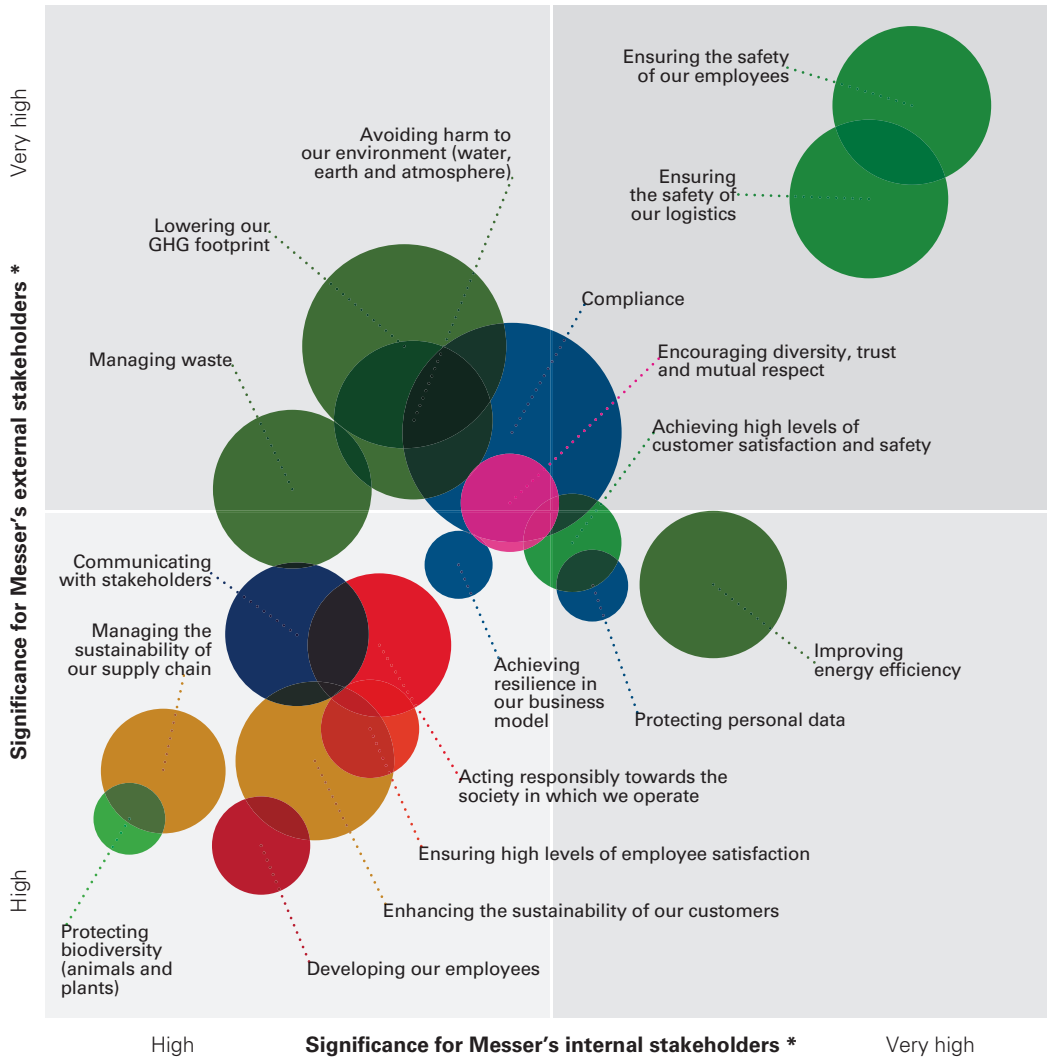 Very high
Significance for Messer's external stakeholders *
High
Ensuring the safety
of our employees
Avoiding harm to
our environment (water,
earth and atmosphere)
Ensuring
the safety of
our logistics
Lowering our
GHG footprint
Compliance
Managing waste
Encouraging diversity, trust
and mutual respect
Achieving high levels of
customer satisfaction and safety
Communicating
with stakeholders
Managing the
sustainability of
our supply chain
Achieving
resilience in
our business
model
Improving
energy efficiency
Protecting personal data
Acting responsibly towards the
society in which we operate
Ensuring high levels of employee satisfaction
Enhancing the sustainability of our customers
Protecting
biodiversity
(animals and
plants)
Developing our employees
High
Significance for Messer's internal stakeholders *
Very high